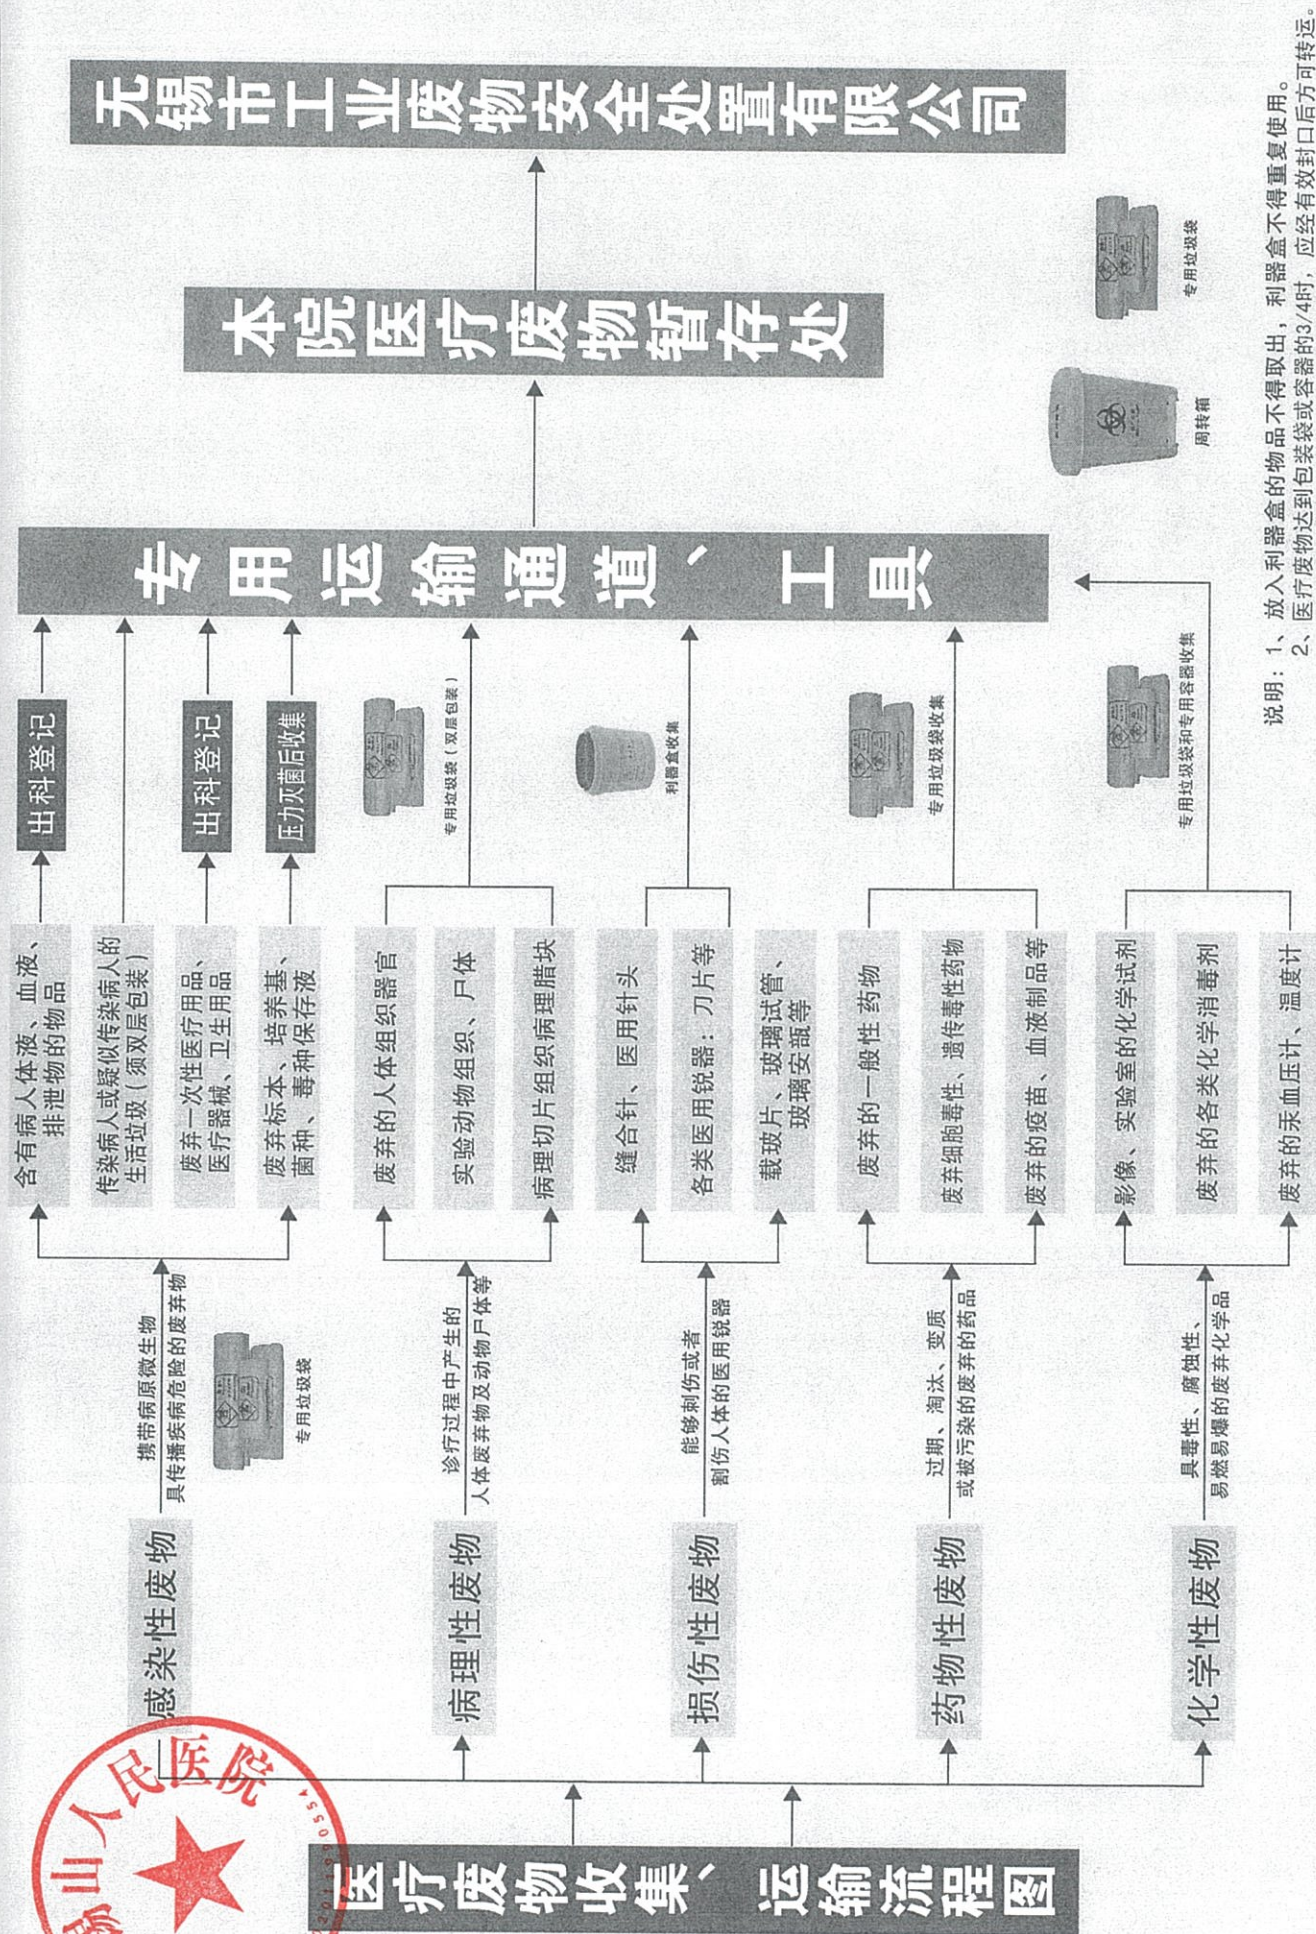 医疗废物收集、运输流程图
锡山人民医院
感染性废物
携带病原微生物
具传播疾病危险的废弃物
专用垃圾袋
含有病人体液、血液、
排泄物的物品
出科登记
传染病人或疑似传染病人的
生活垃圾(须双层包装)
废弃一次性医疗用品、
医疗器械、卫生用品
出科登记
废弃标本、培养基、
菌种、毒种保存液
压力灭菌后收集
病理性废物
诊疗过程中产生的
人体废弃物及动物尸体等
废弃的人体组织器官
实验动物组织、尸体
病理切片组织病理腊块
专用垃圾袋(双层包装)
损伤性废物
能够刺伤或者
割伤人体的医用锐器
缝合针、医用针头
各类医用锐器:刀片等
载玻片、玻璃试管、
玻璃安瓿等
利器盒收集
药物性废物
过期、淘汰、变质
或被污染的废弃的药品
废弃的一般性 药物
废弃细胞毒性、遗传毒性药物
废弃的疫苗、血液制品等
专用垃圾袋收集
化学性废物
具毒性、腐蚀性、
易燃易爆的废弃化学品
影像、实验室的化学试剂
废弃的各类化学消毒剂
废弃的汞血压计、温度计
专用垃圾袋和专用容器收集
专用运输通道、工具
本院医疗废物暂存处
无锡市工业废物安全处置有限公司
周转箱
专用垃圾袋
说明:1、放入利器盒的物品不得取出,利器盒不得重复使用。
2、医疗废物达到包装袋或容器的3/4时,应经有效封口后方可转运。